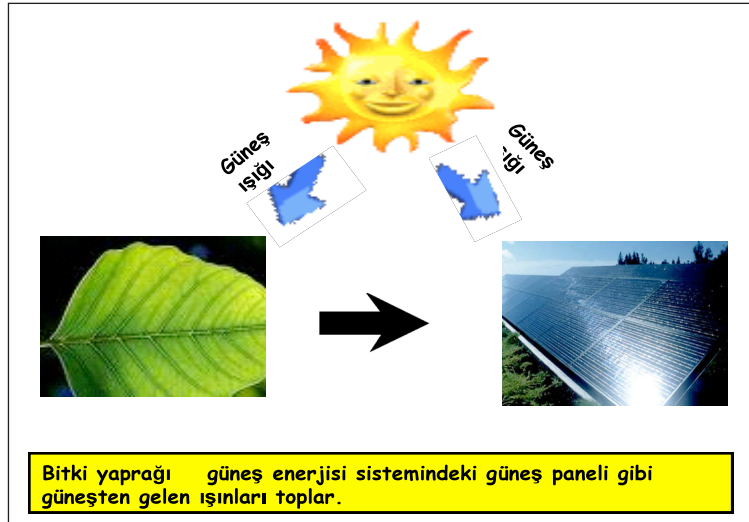 Güneş
ışığı
Güneş
ışığı
Bitki yaprağı güneş enerjisi sistemindeki güneş paneli gibi
güneşten gelen ışınları toplar.